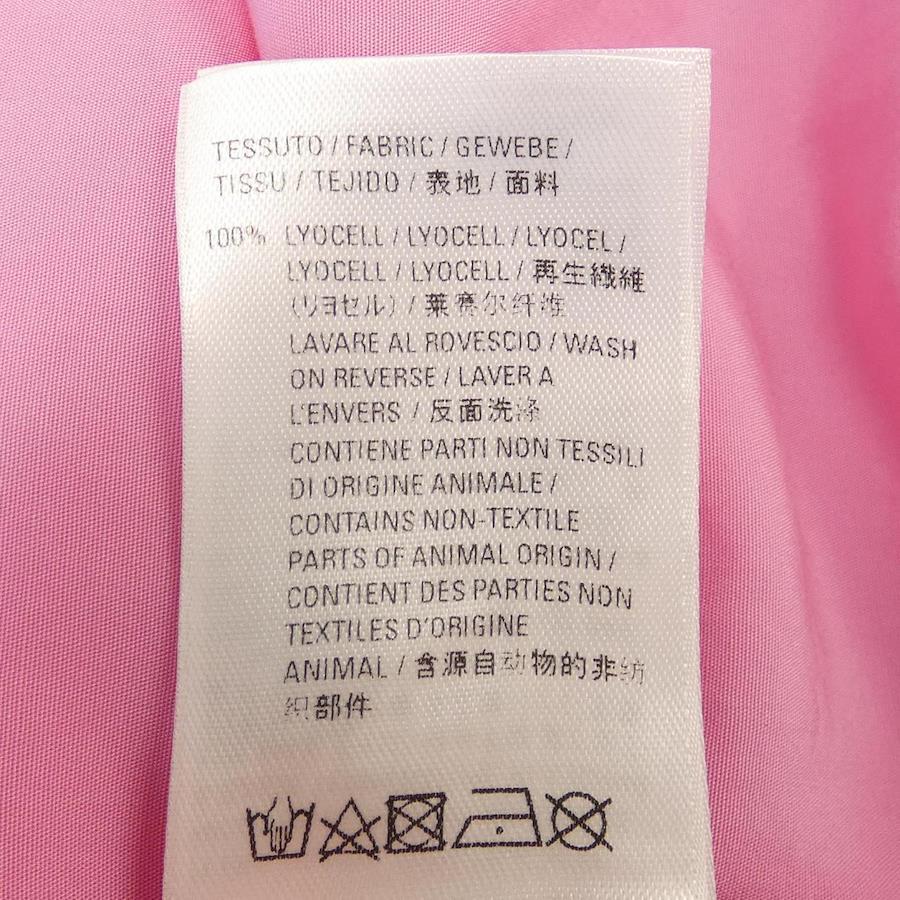 TESSUTO / FABRIC / GEWEBE /
TISSU / TEJIDO / 表地 / 面料
100% LYOCELL / LYOCELL / LYOCEL /
LYOCELL / LYOCELL / 再生繊維
(リヨセル) / 莱赛尔纤维
LAVARE AL ROVESCIO / WASH
ON REVERSE / LAVER A
L'ENVERS / 反面洗涤
CONTIENE PARTI NON TESSILI
DI ORIGINE ANIMALE /
CONTAINS NON-TEXTILE
PARTS OF ANIMAL ORIGIN /
CONTIENT DES PARTIES NON
TEXTILES D'ORIGINE
ANIMAL / 含源自动物的非纺
织部件